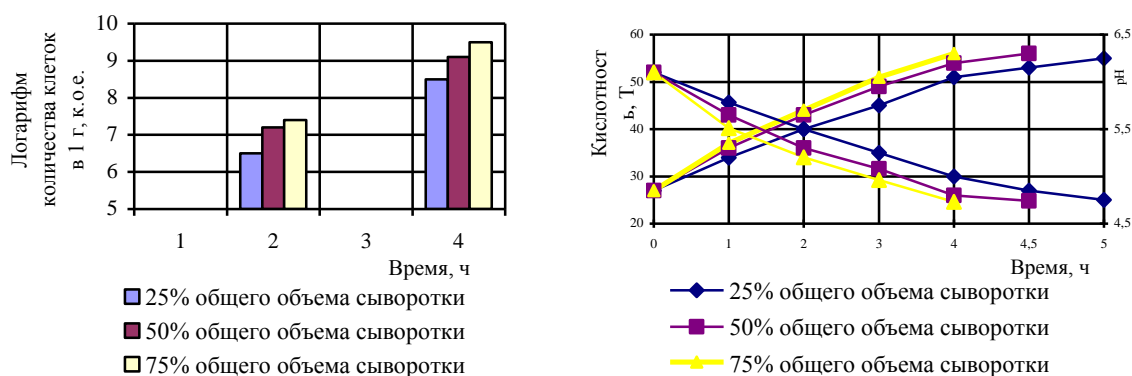 10
9
8
7
6
5
Логарифм
количества клеток
в 1 г, к.о.е.
1 2 3 4
Время, ч
25% общего объема сыворотки
50% общего объема сыворотки
75% общего объема сыворотки
60
50
40
30
20
Кислотност
ь, Т,
6,5
5,5
4,5
pH
0 1 2 3 4 4,5 5
Время, ч
25% общего объема сыворотки
50% общего объема сыворотки
75% общего объема сыворотки